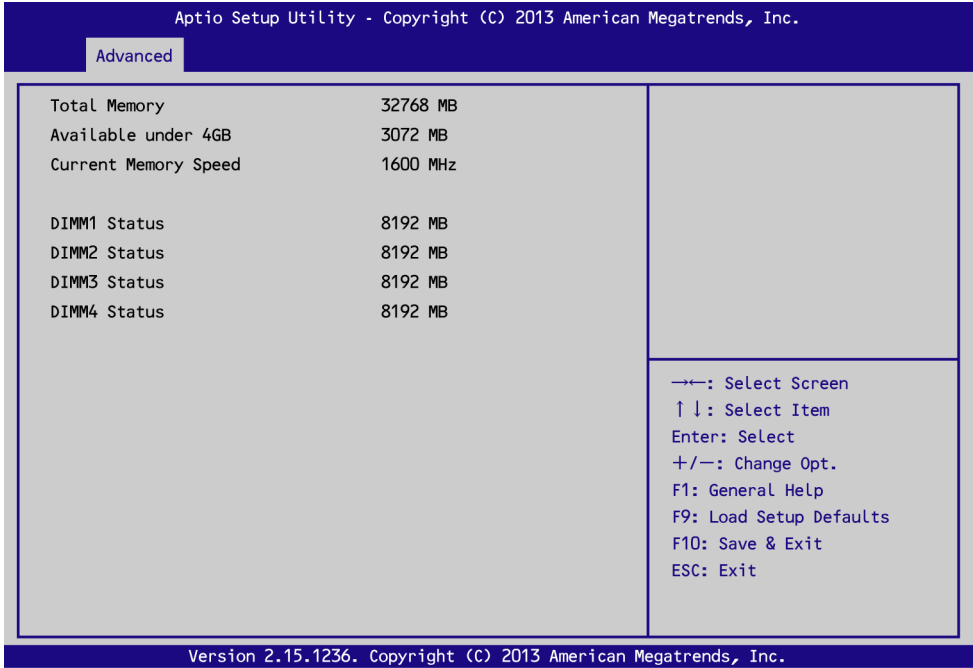 Aptio Setup Utility - Copyright (C) 2013 American Megatrends, Inc.
Advanced
Total Memory 32768 MB
Available under 4GB 3072 MB
Current Memory Speed 1600 MHz
DIMM1 Status 8192 MB
DIMM2 Status 8192 MB
DIMM3 Status 8192 MB
DIMM4 Status 8192 MB
→←: Select Screen
↑↓: Select Item
Enter: Select
+/−: Change Opt.
F1: General Help
F9: Load Setup Defaults
F10: Save & Exit
ESC: Exit
Version 2.15.1236. Copyright (C) 2013 American Megatrends, Inc.